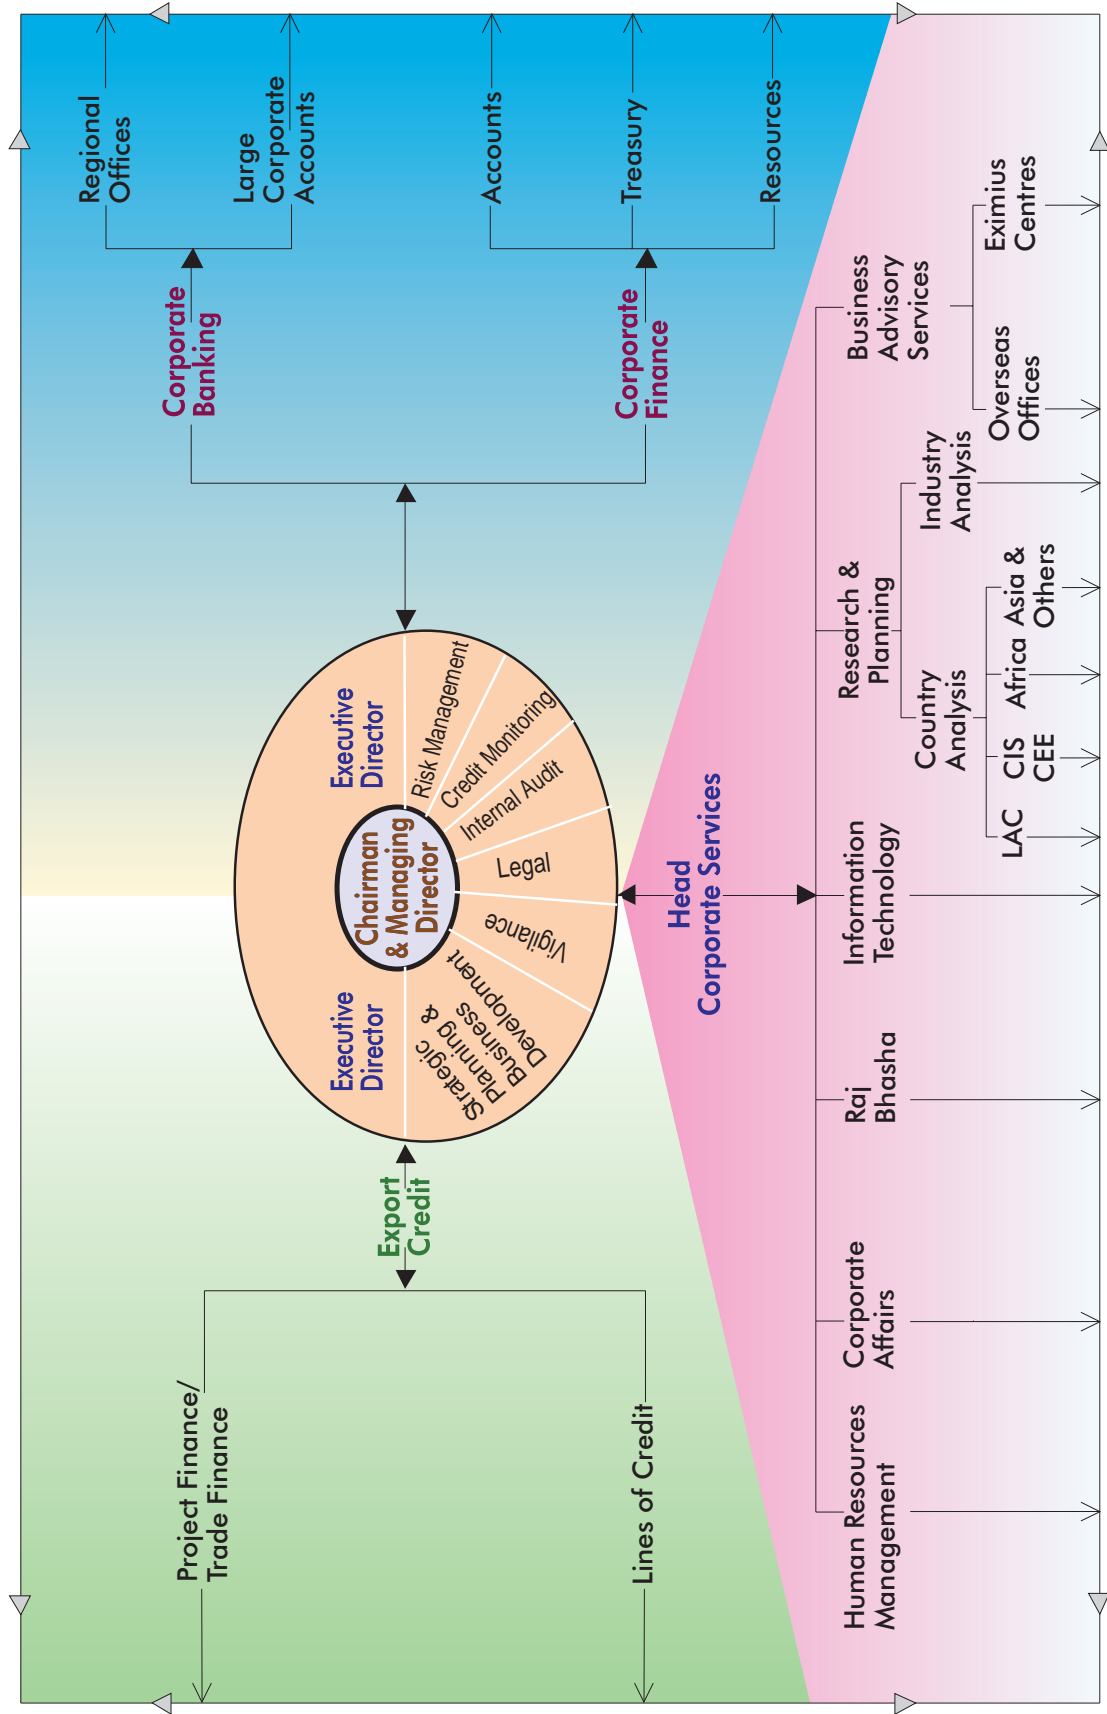 Chairman
& Managing
Director
Executive
Director
Executive
Director
Strategic
Planning &
Business
Development
Vigilance
Legal
Internal Audit
Credit Monitoring
Risk Management
Export
Credit
Project Finance/
Trade Finance
Lines of Credit
Corporate
Banking
Regional
Offices
Large
Corporate
Accounts
Corporate
Finance
Accounts
Treasury
Resources
Head
Corporate Services
Human Resources
Management
Corporate
Affairs
Raj
Bhasha
Information
Technology
Research &
Planning
Country
Analysis
LAC
CIS
CEE
Africa
Asia &
Others
Industry
Analysis
Business
Advisory
Services
Overseas
Offices
Eximius
Centres